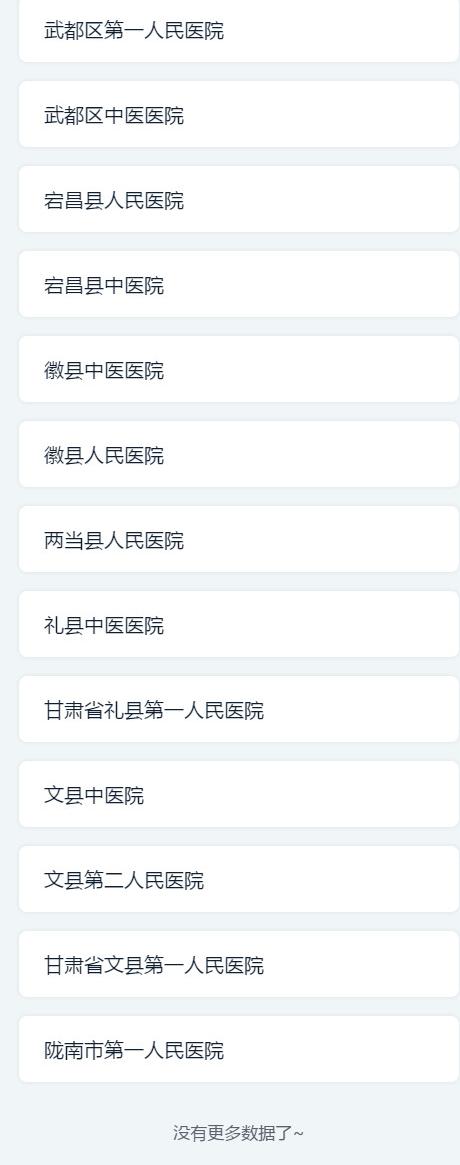 武都区第一人民医院
武都区中医医院
宕昌县人民医院
宕昌县中医院
徽县中医医院
徽县人民医院
两当县人民医院
礼县中医医院
甘肃省礼县第一人民医院
文县中医院
文县第二人民医院
甘肃省文县第一人民医院
陇南市第一人民医院
没有更多数据了~